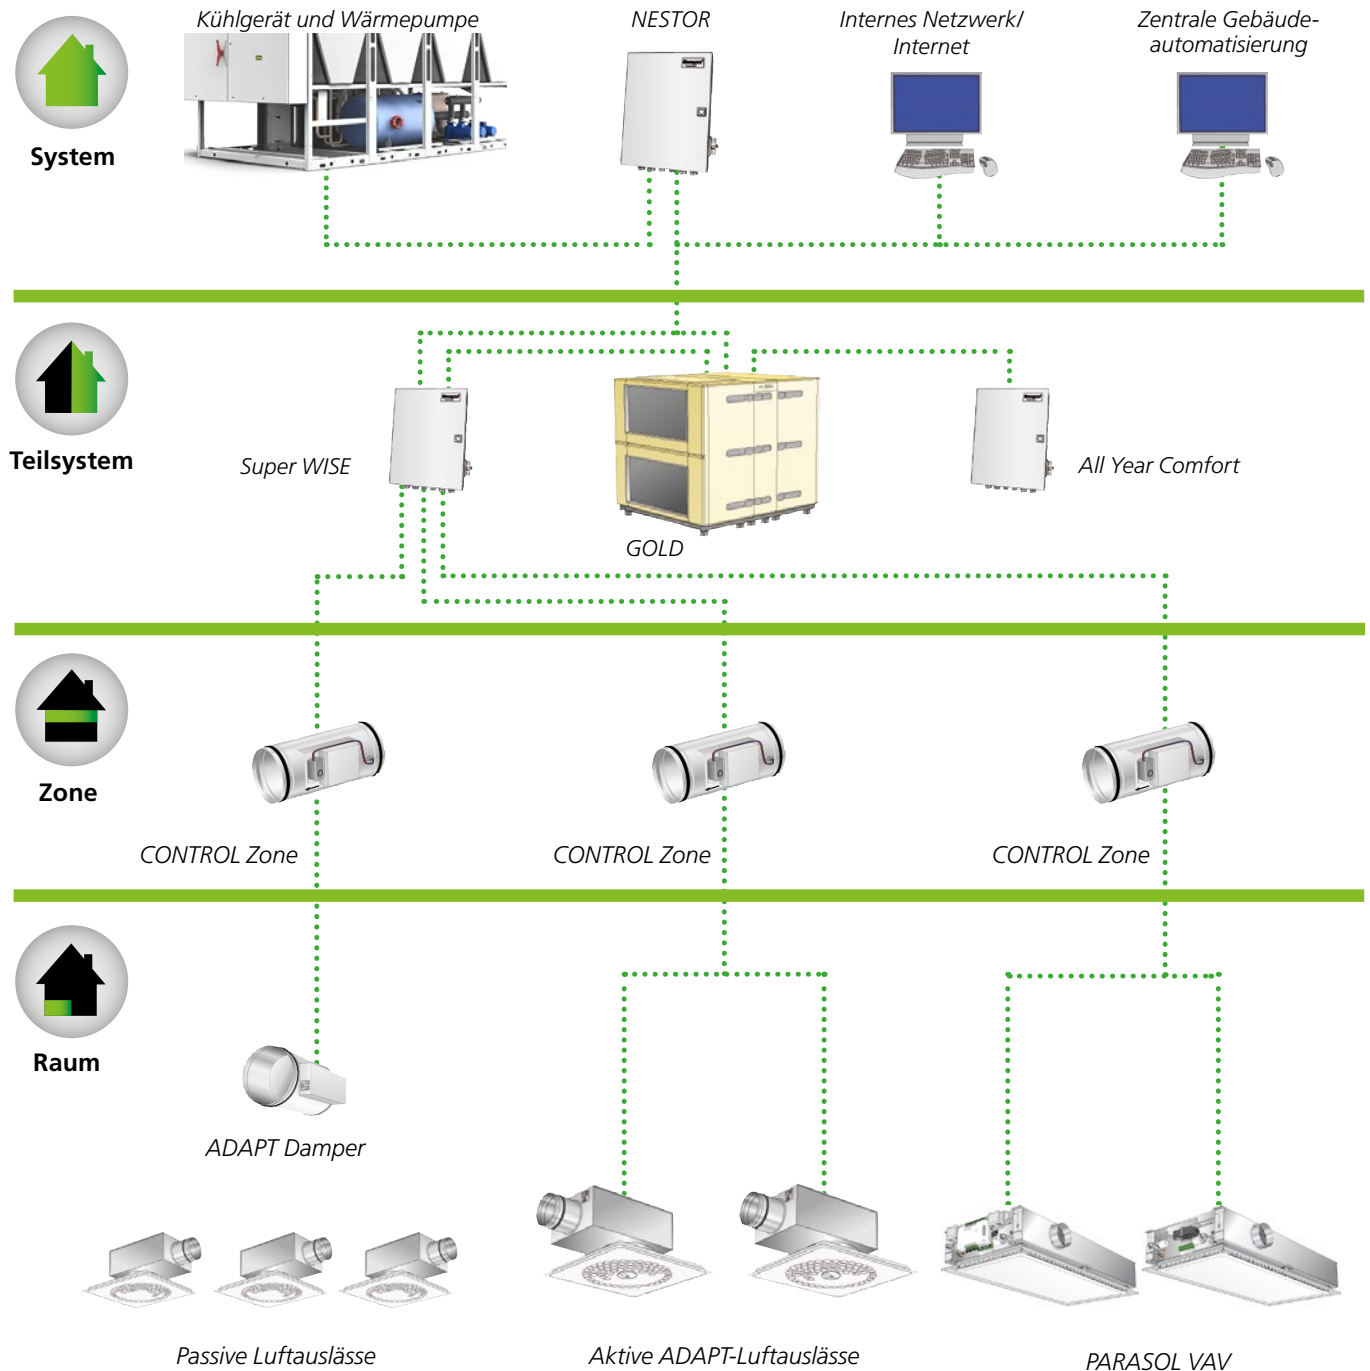 Kühlgerät und Wärmepumpe
NESTOR
Internes Netzwerk/
Internet
Zentrale Gebäude-
automatisierung
System
Teilsystem
Super WISE
GOLD
All Year Comfort
Zone
CONTROL Zone
CONTROL Zone
CONTROL Zone
Raum
ADAPT Damper
Passive Luftauslässe
Aktive ADAPT-Luftauslässe
PARASOL VAV